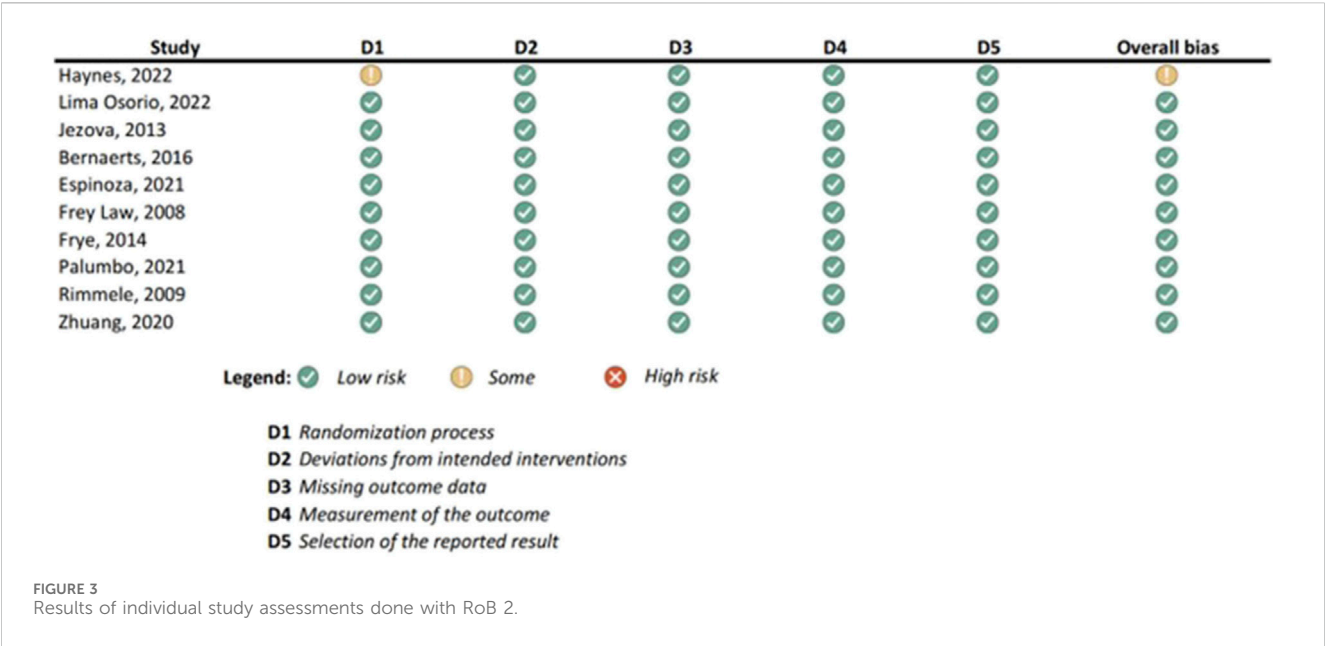 Study D1 D2 D3 D4 D5 Overall bias
Haynes, 2022
Lima Osorio, 2022
Jezova, 2013
Bernaerts, 2016
Espinoza, 2021
Frey Law, 2008
Frye, 2014
Palumbo, 2021
Rimmele, 2009
Zhuang, 2020
Legend: Low risk Some High risk
D1 Randomization process
D2 Deviations from intended interventions
D3 Missing outcome data
D4 Measurement of the outcome
D5 Selection of the reported result
FIGURE 3
Results of individual study assessments done with RoB 2.